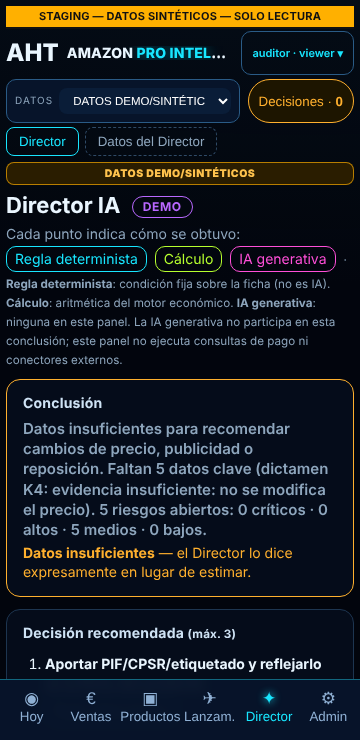 STAGING — DATOS SINTÉTICOS — SOLO LECTURA
AHT AMAZON PRO INTEL...
auditor · viewer ▾
DATOS DATOS DEMO/SINTÉTIC
Decisiones · 0
Director
Datos del Director
DATOS DEMO/SINTÉTICOS
Director IA DEMO
Cada punto indica cómo se obtuvo:
Regla determinista Cálculo IA generativa ·
Regla determinista: condición fija sobre la ficha (no es IA).
Cálculo: aritmética del motor económico. IA generativa:
ninguna en este panel. La IA generativa no participa en esta
conclusión; este panel no ejecuta consultas de pago ni
conectores externos.
Conclusión
Datos insuficientes para recomendar
cambios de precio, publicidad o
reposición. Faltan 5 datos clave (dictamen
K4: evidencia insuficiente: no se modifica
el precio). 5 riesgos abiertos: 0 críticos · 0
altos · 5 medios · 0 bajos.
Datos insuficientes — el Director lo dice
expresamente en lugar de estimar.
Decisión recomendada (máx. 3)
1. Aportar PIF/CPSR/etiquetado y reflejarlo
Hoy
€ Ventas
Productos
Lanzam.
Director
Admin